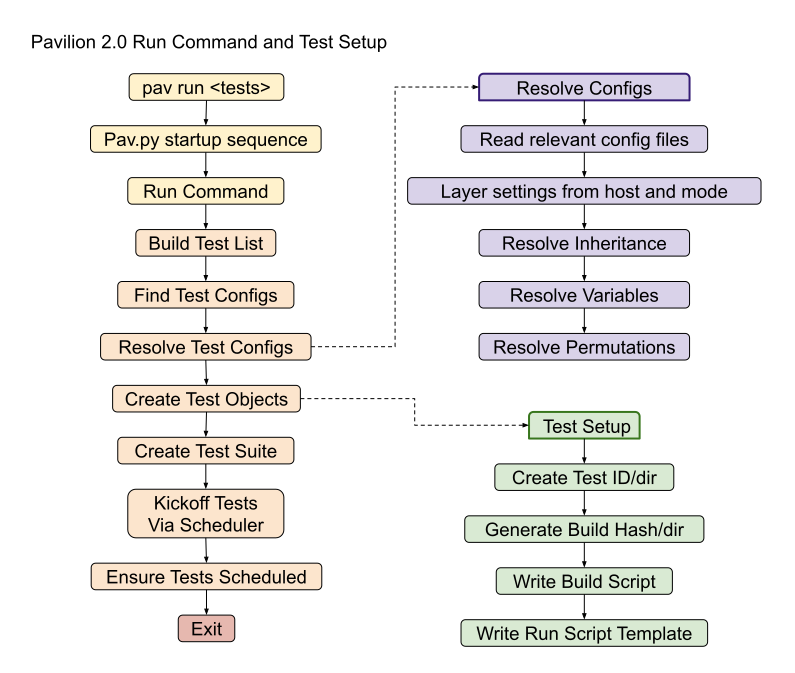 Pavilion 2.0 Run Command and Test Setup
pav run <tests>
Pav.py startup sequence
Run Command
Build Test List
Find Test Configs
Resolve Test Configs
Create Test Objects
Create Test Suite
Kickoff Tests
Via Scheduler
Ensure Tests Scheduled
Exit
Resolve Configs
Read relevant config files
Layer settings from host and mode
Resolve Inheritance
Resolve Variables
Resolve Permutations
Test Setup
Create Test ID/dir
Generate Build Hash/dir
Write Build Script
Write Run Script Template